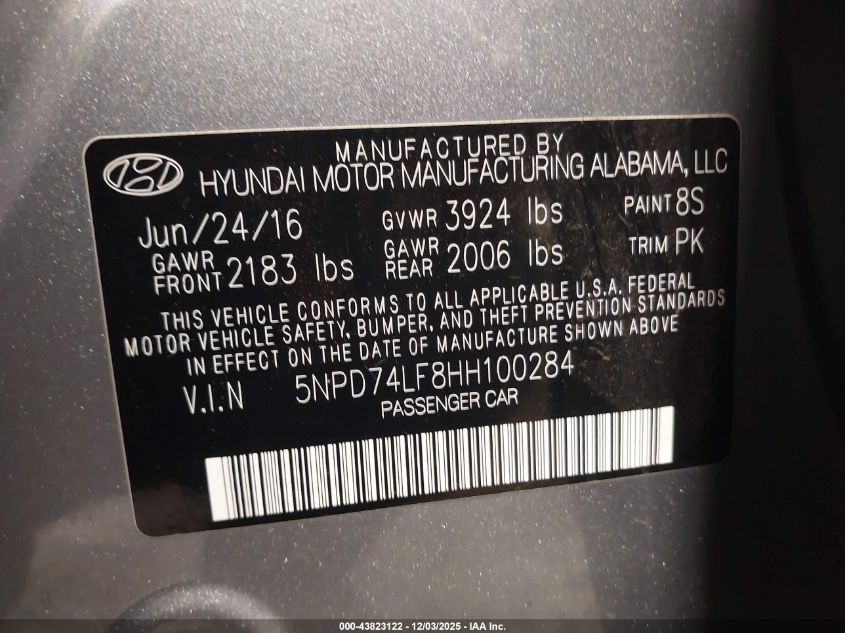 MANUFACTURED BY
HYUNDAI MOTOR MANUFACTURING ALABAMA, LLC
Jun/24/16 GVWR 3924 lbs PAINT 8S
GAWR FRONT 2183 lbs GAWR REAR 2006 lbs TRIM PK
THIS VEHICLE CONFORMS TO ALL APPLICABLE U.S.A. FEDERAL
MOTOR VEHICLE SAFETY, BUMPER, AND THEFT PREVENTION STANDARDS
IN EFFECT ON THE DATE OF MANUFACTURE SHOWN ABOVE
V.I.N 5NPD74LF8HH100284
PASSENGER CAR
000-43823122 - 12/03/2025 - IAA Inc.